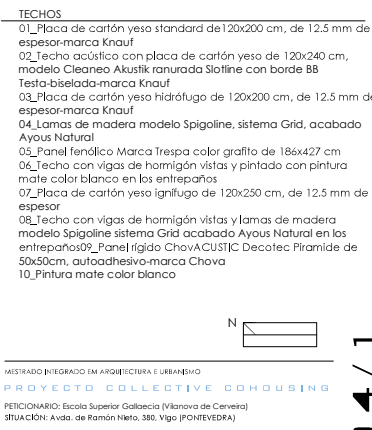 TECHOS
01_Placa de cartón yeso standard de120x200 cm, de 12.5 mm de
espesor-marca Knauf
02_Techo acústico con placa de cartón yeso de 120x240 cm,
modelo Cleaneo Akustik ranurada Slotline con borde BB
Testa-biselada-marca Knauf
03_Placa de cartón yeso hidrófugo de 120x200 cm, de 12.5 mm de
espesor-marca Knauf
04_Lamas de madera modelo Spigoline, sistema Grid, acabado
Ayous Natural
05_Panel fenólico Marca Trespa color grafito de 186x427 cm
06_Techo con vigas de hormigón vistas y pintado con pintura
mate color blanco en los entrepaños
07_Placa de cartón yeso ignífugo de 120x250 cm, de 12.5 mm de
espesor
08_Techo con vigas de hormigón vistas y lamas de madera
modelo Spigoline sistema Grid acabado Ayous Natural en los
entrepaños09_Panel rígido ChovACUSTIC Decotec Piramide de
50x50cm, autoadhesivo-marca Chova
10_Pintura mate color blanco
N
MESTRADO INTEGRADO EM ARQUITECTURA E URBANISMO
PROYECTO COLLECTIVE COHOUSING
PETICIONARIO: Escola Superior Gallaecia (Vilanova de Cerveira)
SITUACIÓN: Avda. de Ramón Nieto, 380, Vigo (PONTEVEDRA)
04/1